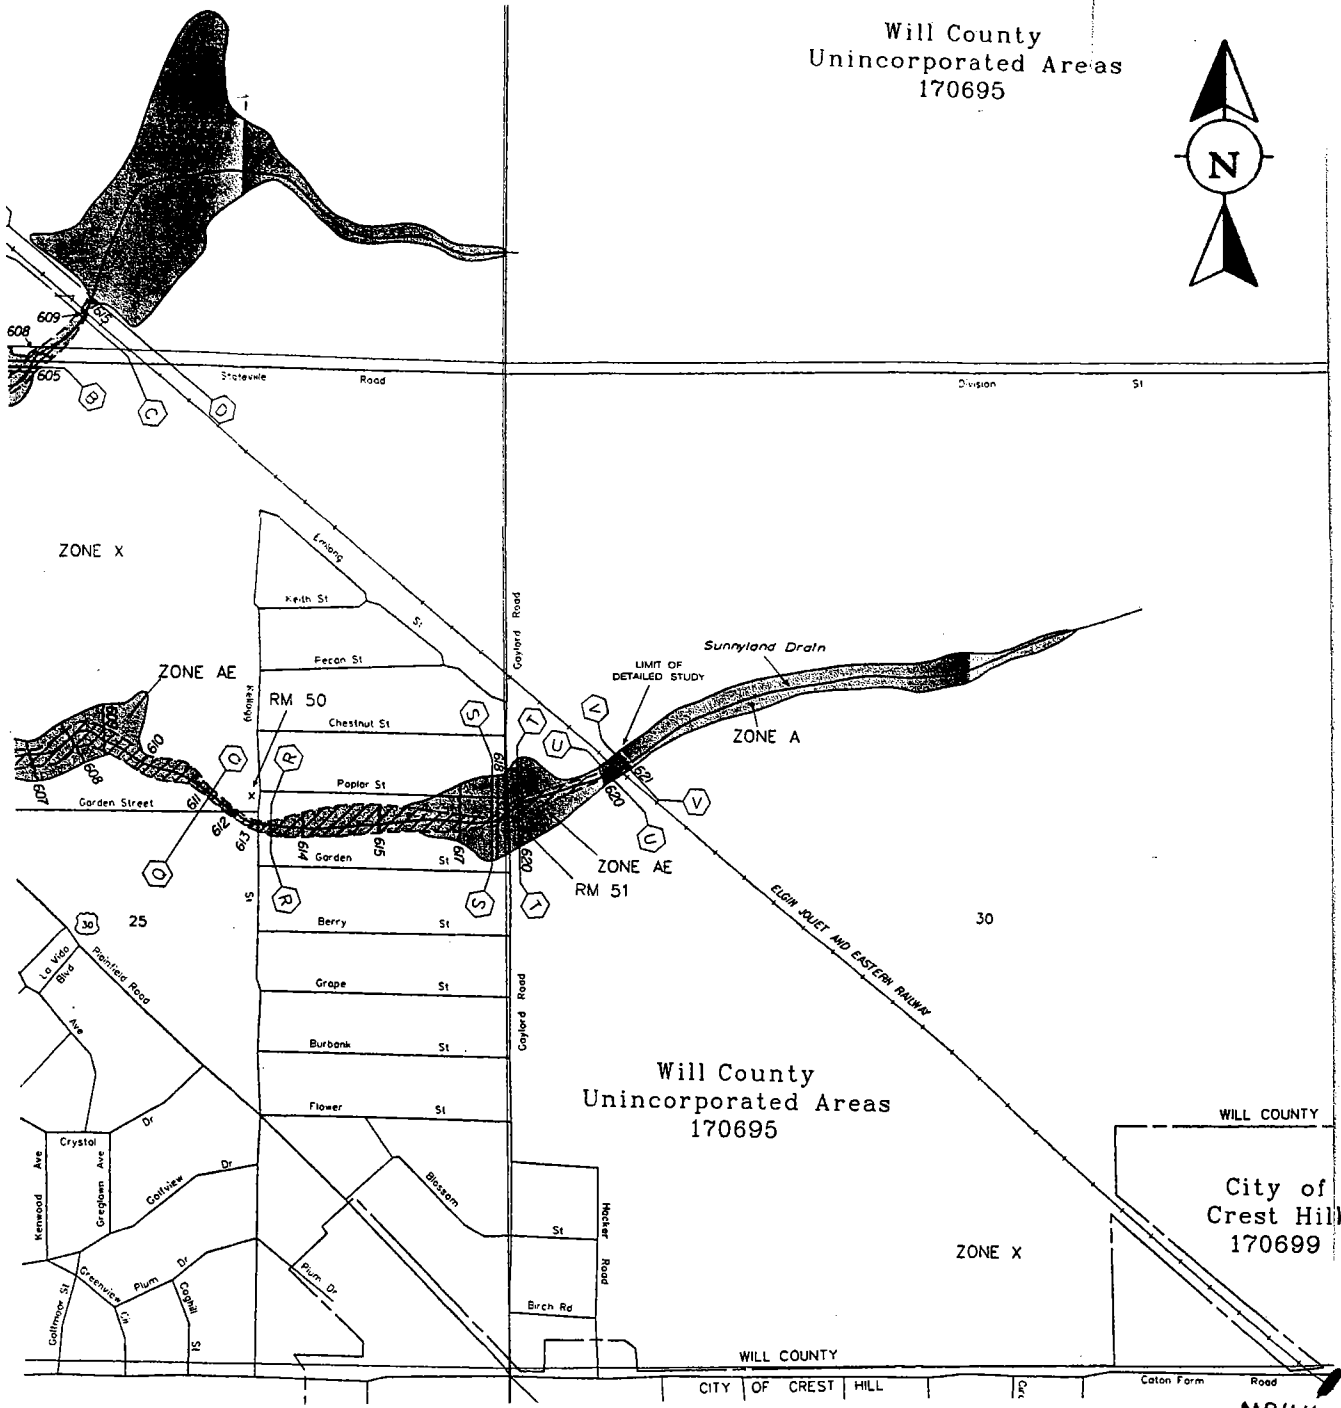 Will County
Unincorporated Areas
170695
N
609
615
608
605
B
C
D
Stateville Road
Division St
ZONE X
Emlong St
Keith St
Gaylord Road
Pecan St
Sunnyland Drain
LIMIT OF
DETAILED STUDY
ZONE AE
Kellogg St
RM 50
Chestnut St
S
T
V
U
ZONE A
610
608
607
Q
R
Poplar St
618
621
620
V
U
Garden Street
611
612
613
614
615
617
620
Garden St
ZONE AE
RM 51
Q
R
S
T
25
30
30
Berry St
ELGIN JOLIET AND EASTERN RAILWAY
La Vida Blvd
Plainfield Road
Grape St
Gaylord Road
Ave
Burbank St
Will County
Unincorporated Areas
170695
Flower St
WILL COUNTY
Crystal Dr
Kenwood Ave
Greglawn Ave
Golfview Dr
Blossom St
Hacker Road
City of
Crest Hill
170699
ZONE X
Greenview Cir
Plum Dr
Plum Dr
Caghill St
Birch Rd
WILL COUNTY
CITY OF CREST HILL
Caton Farm Road